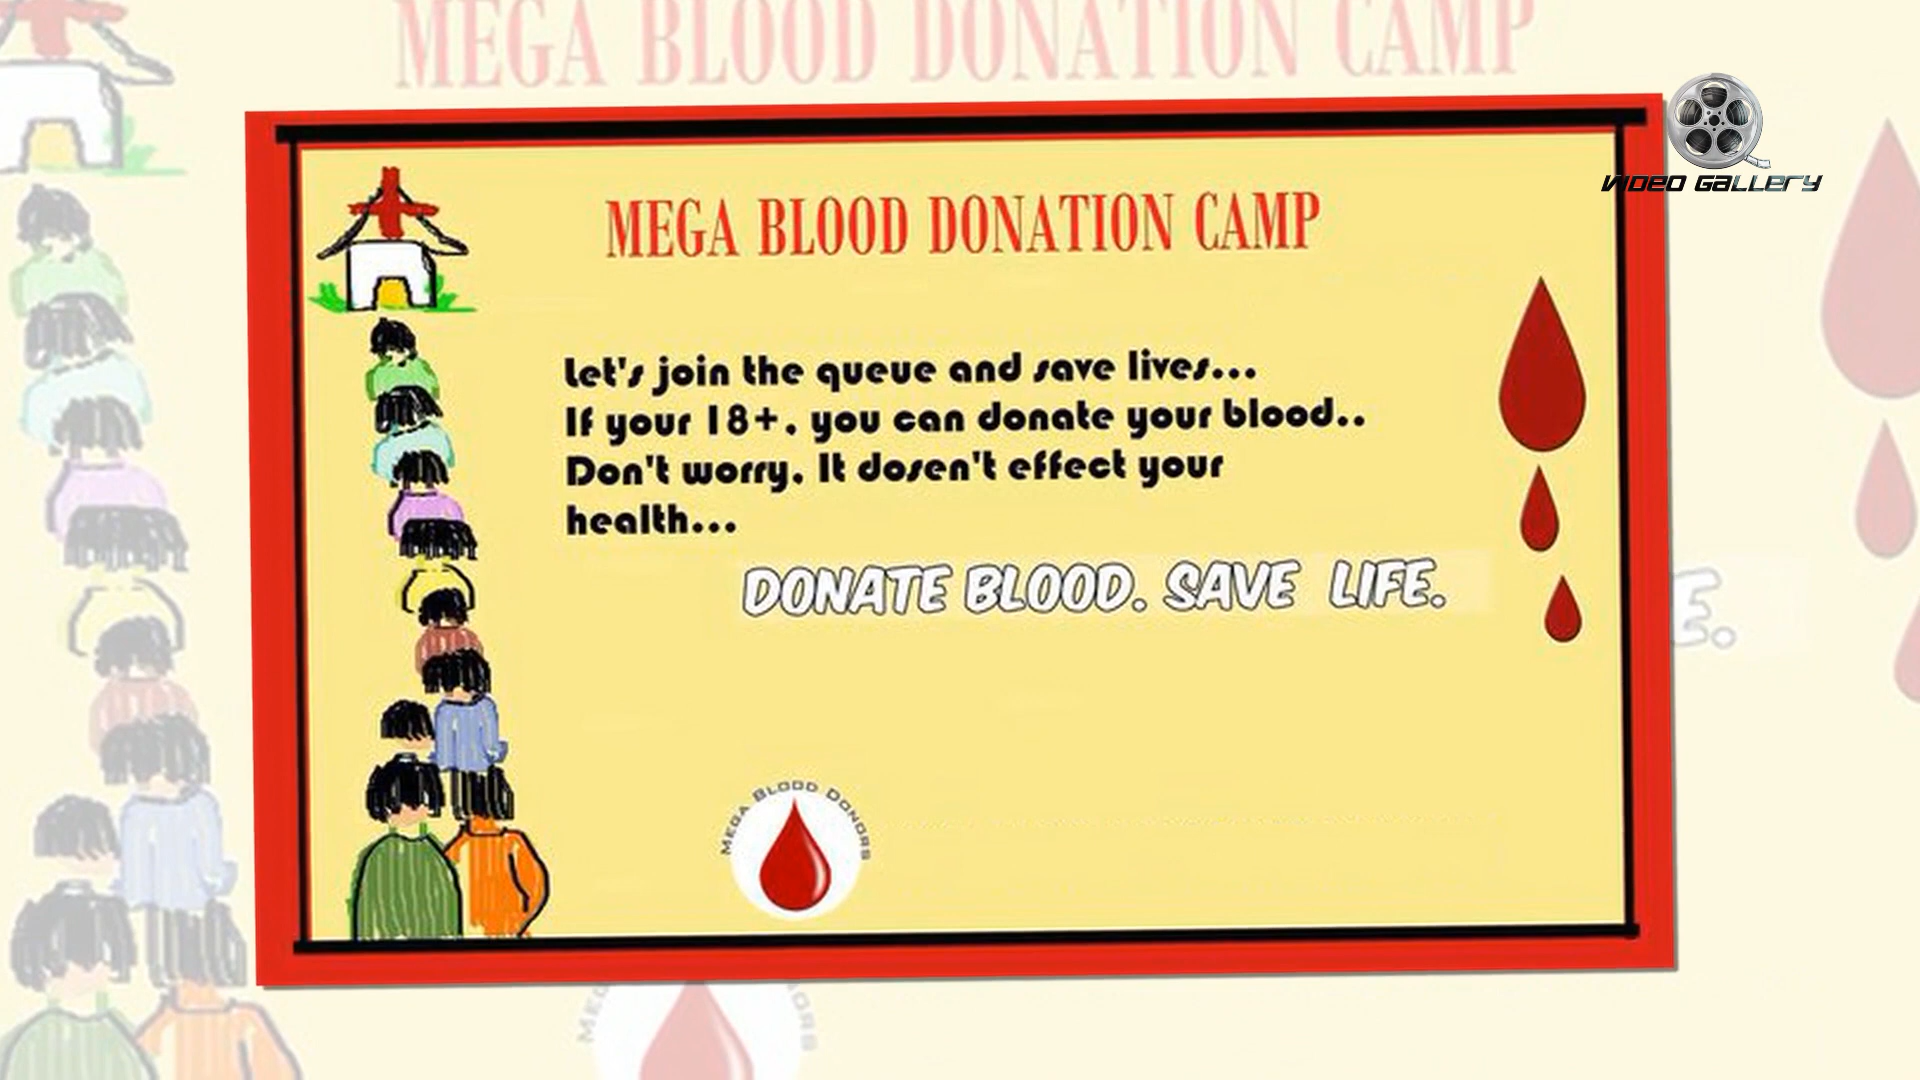 MEGA BLOOD DONATION CAMP
VIDEO GALLERY
MEGA BLOOD DONATION CAMP
Let's join the queue and save lives...
If your 18+, you can donate your blood..
Don't worry, It dosen't effect your
health...
DONATE BLOOD. SAVE LIFE.
E.
MEGA BLOOD DONORS